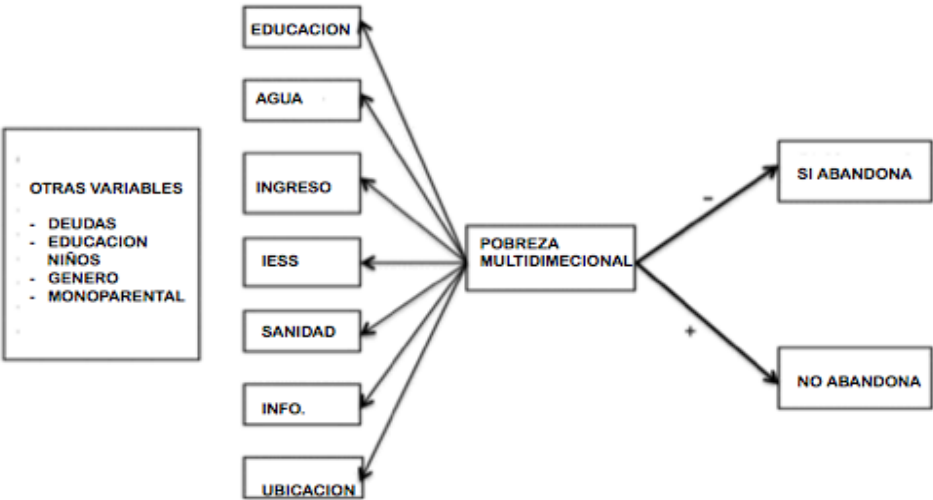 OTRAS VARIABLES
- DEUDAS
- EDUCACION
NIÑOS
- GENERO
- MONOPARENTAL
EDUCACION
AGUA
INGRESO
IESS
SANIDAD
INFO.
UBICACION
POBREZA
MULTIDIMECIONAL
-
+
SI ABANDONA
NO ABANDONA